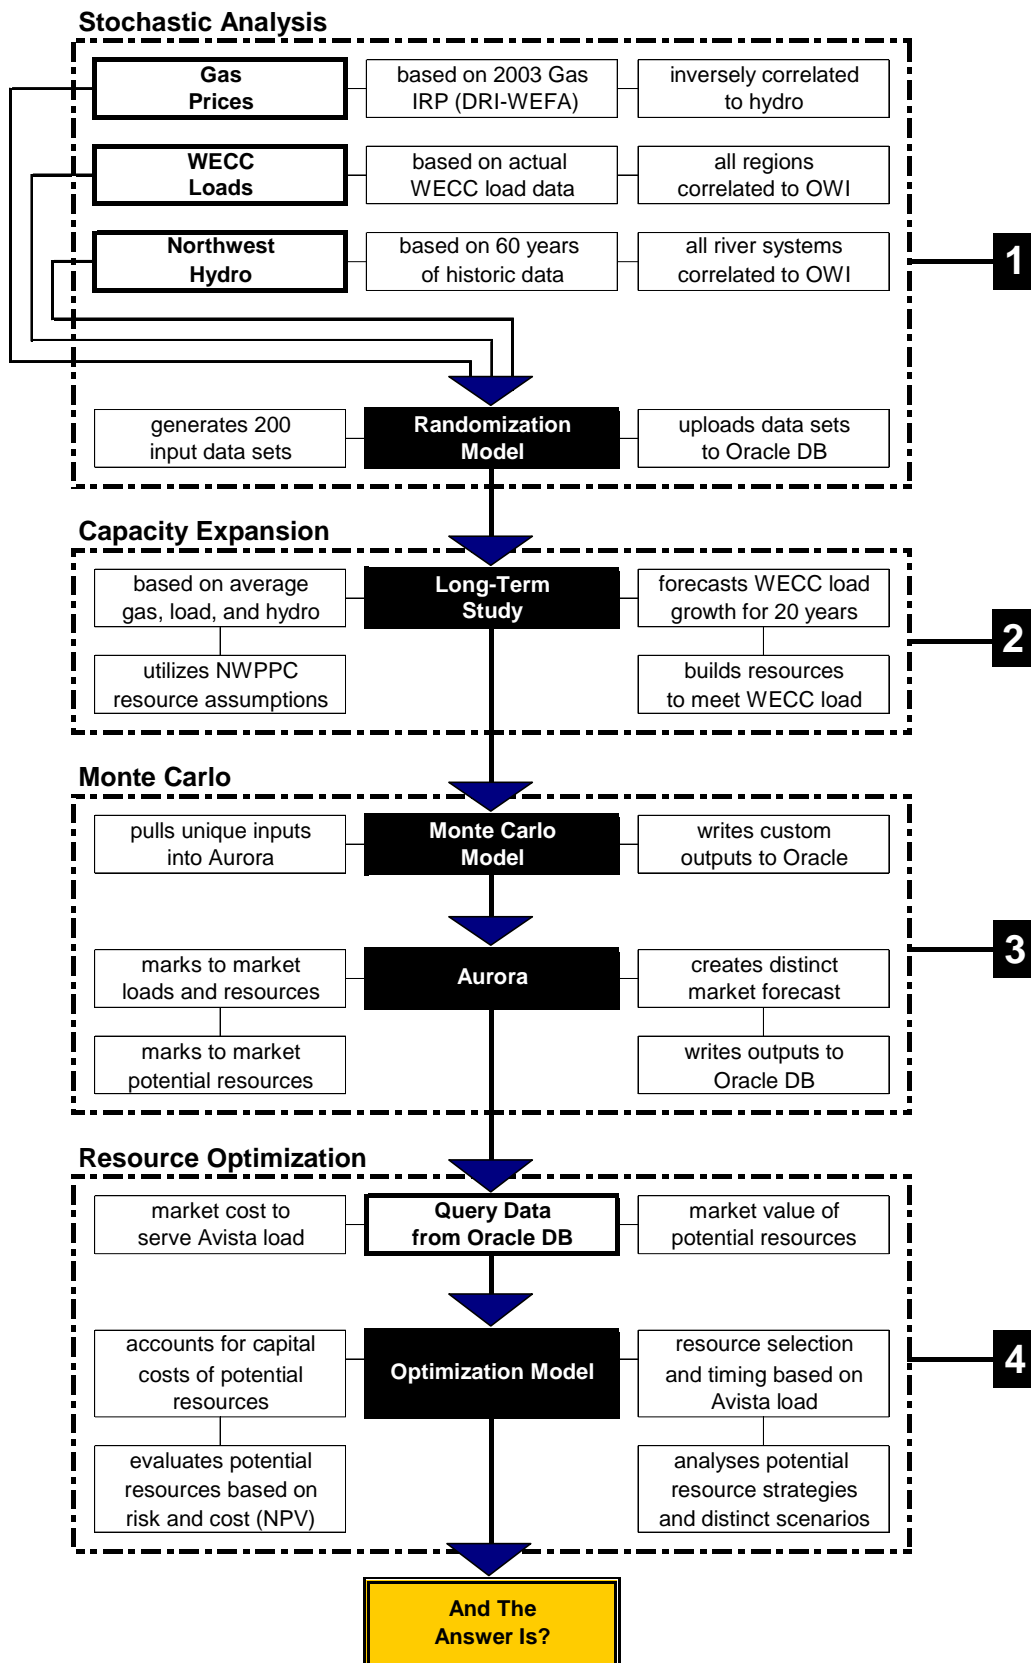 Stochastic Analysis
Gas
Prices
based on 2003 Gas
IRP (DRI-WEFA)
inversely correlated
to hydro
WECC
Loads
based on actual
WECC load data
all regions
correlated to OWI
Northwest
Hydro
based on 60 years
of historic data
all river systems
correlated to OWI
1
generates 200
input data sets
Randomization
Model
uploads data sets
to Oracle DB
Capacity Expansion
based on average
gas, load, and hydro
Long-Term
Study
forecasts WECC load
growth for 20 years
utilizes NWPPC
resource assumptions
builds resources
to meet WECC load
2
Monte Carlo
pulls unique inputs
into Aurora
Monte Carlo
Model
writes custom
outputs to Oracle
marks to market
loads and resources
Aurora
creates distinct
market forecast
marks to market
potential resources
writes outputs to
Oracle DB
3
Resource Optimization
market cost to
serve Avista load
Query Data
from Oracle DB
market value of
potential resources
accounts for capital
costs of potential
resources
Optimization Model
resource selection
and timing based on
Avista load
evaluates potential
resources based on
risk and cost (NPV)
analyses potential
resource strategies
and distinct scenarios
4
And The
Answer Is?